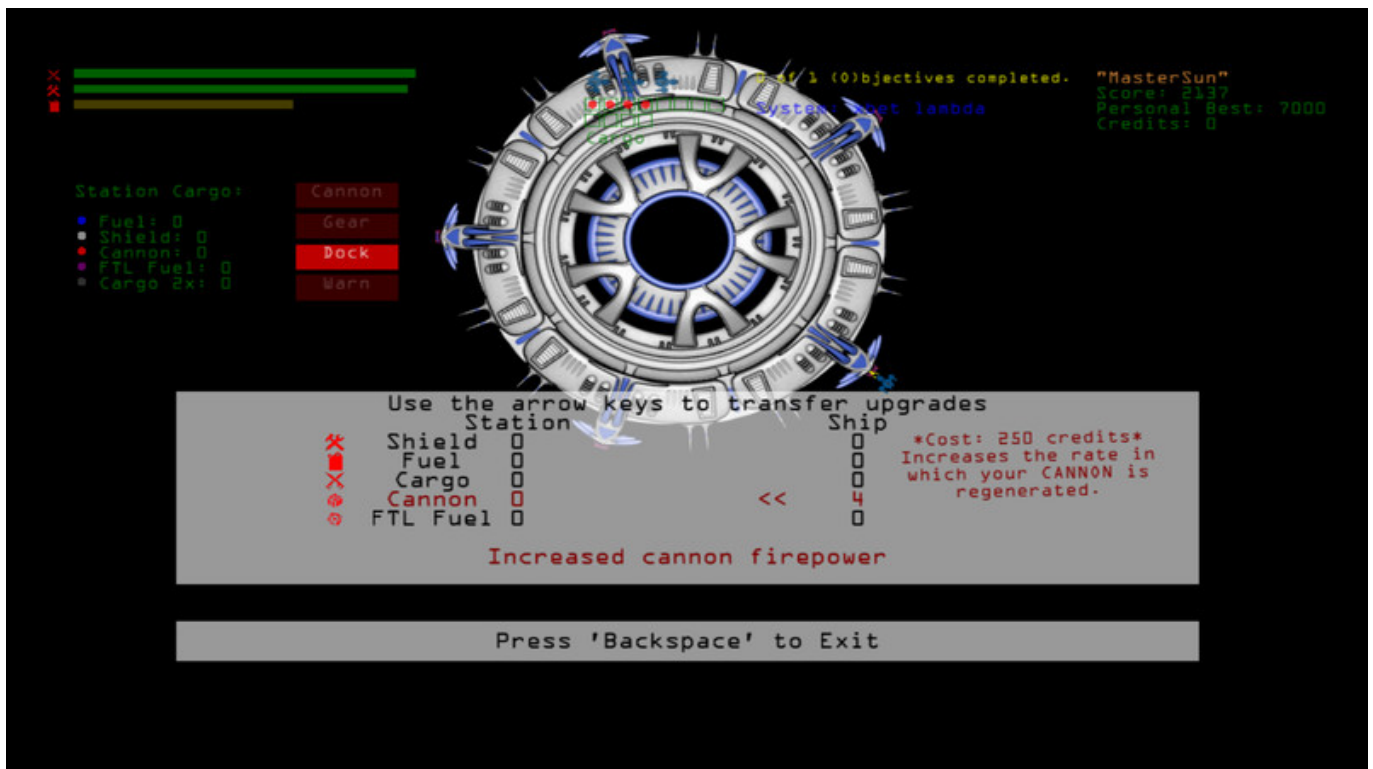 of 1 (0)bjectives completed.
"MasterSun"
Score: 2137
Personal Best: 7000
Credits: 0
System: lambda
Cargo
Station Cargo:
Fuel: 0
Shield: 0
Cannon: 0
FTL Fuel: 0
Cargo 2x: 0
Cannon
Gear
Dock
Warn
Use the arrow keys to transfer upgrades
Station Ship
Shield 0 0
Fuel 0 0
Cargo 0 0
Cannon 0 << 4
FTL Fuel 0 0
*Cost: 250 credits*
Increases the rate in
which your CANNON is
regenerated.
Increased cannon firepower
Press 'Backspace' to Exit